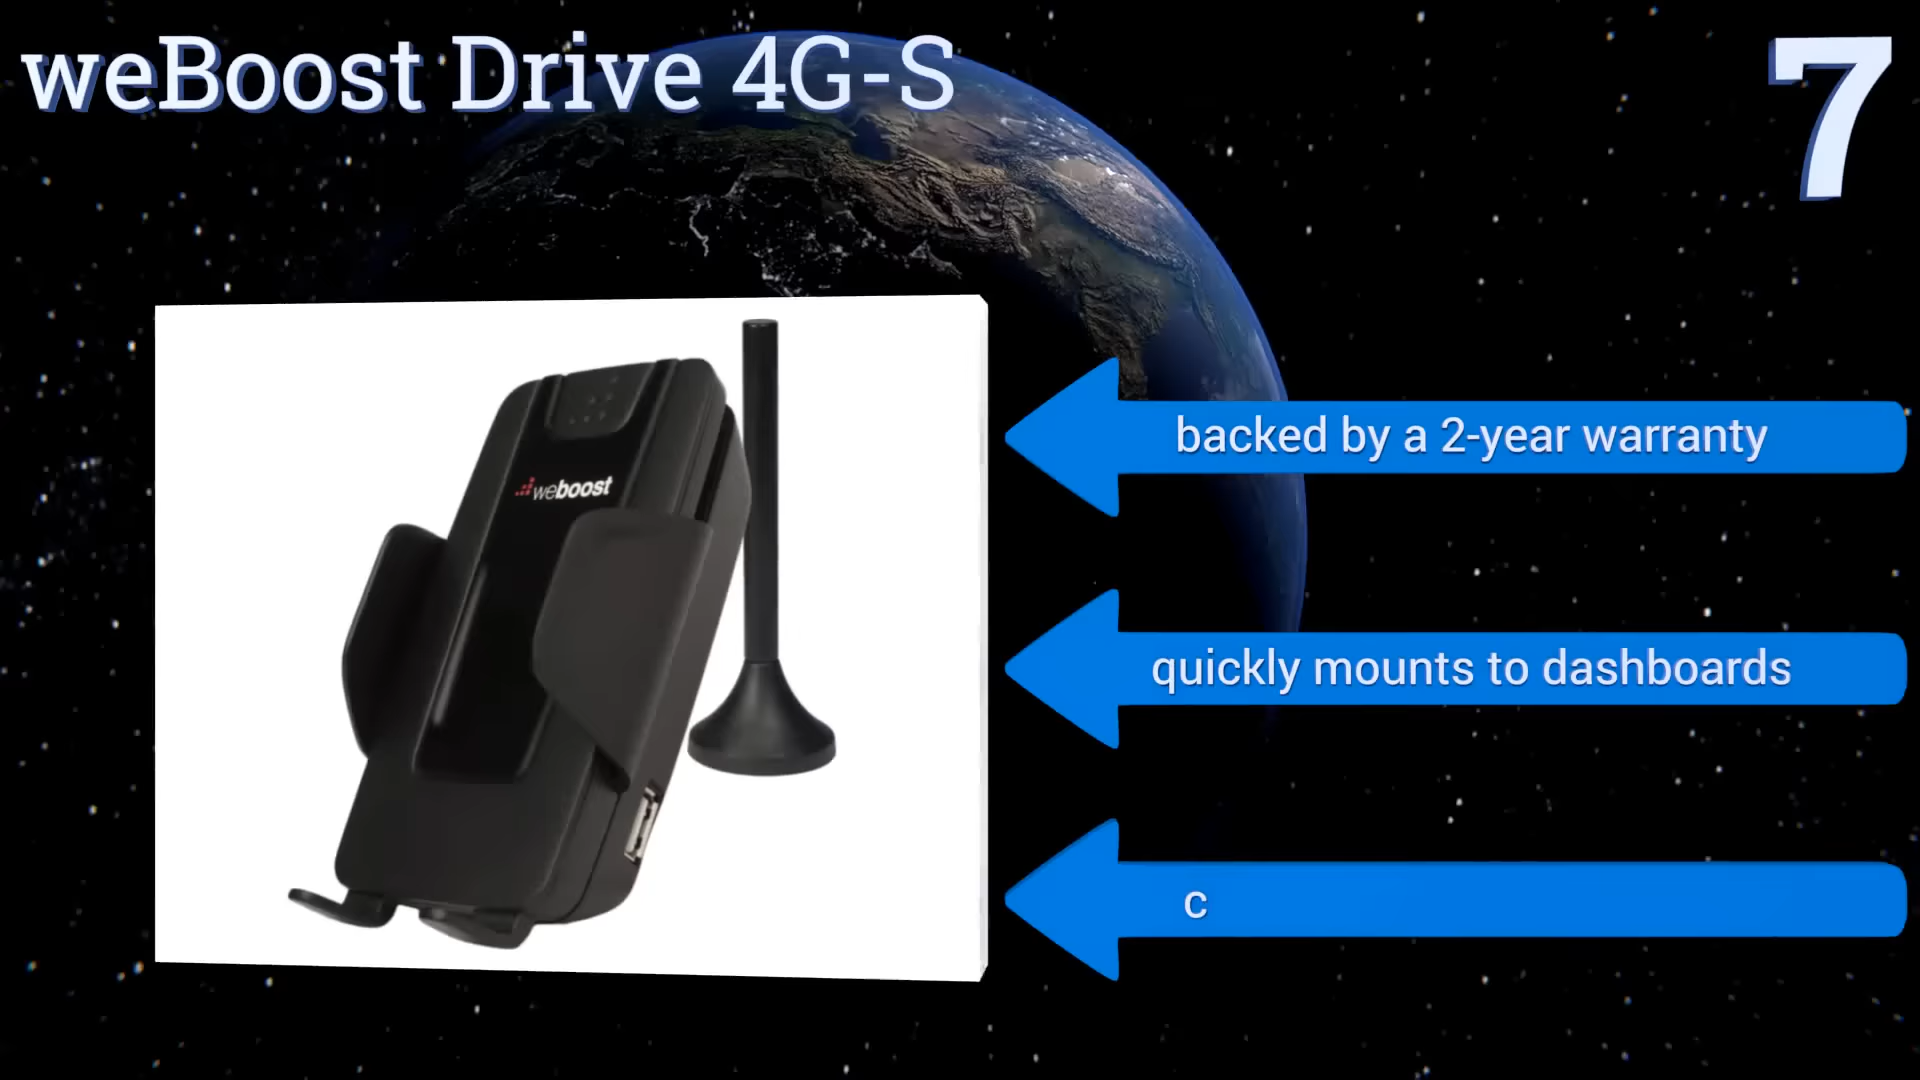 weBoost Drive 4G-S
7
weboost
backed by a 2-year warranty
quickly mounts to dashboards
c